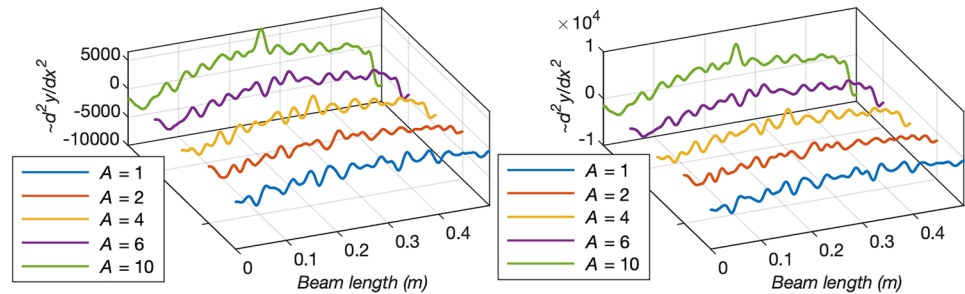 ~d²y/dx²
5000
0
-5000
-10000
A = 1
A = 2
A = 4
A = 6
A = 10
0
0.1
0.2
0.3
0.4
Beam length (m)
×10⁴
~d²y/dx²
1
0
-1
A = 1
A = 2
A = 4
A = 6
A = 10
0
0.1
0.2
0.3
0.4
Beam length (m)